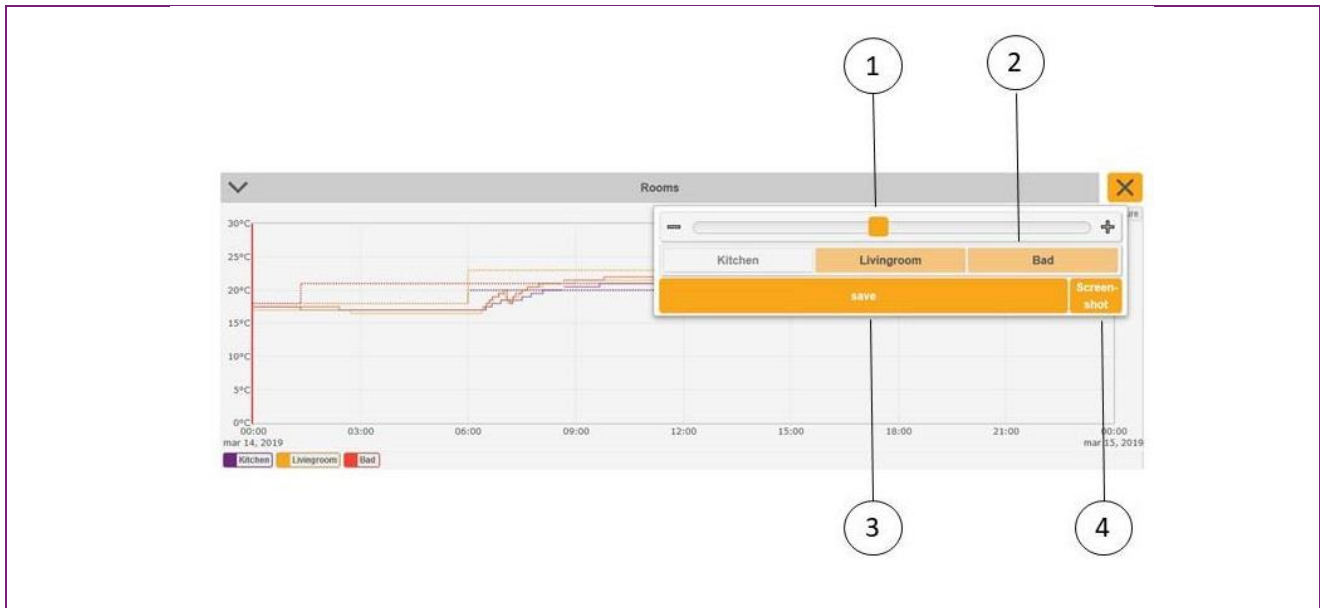 1
2
Rooms
ure
30°C
25°C
20°C
15°C
10°C
5°C
0°C
Kitchen Livingroom Bad
save
Screen-
shot
00:00 03:00 06:00 09:00 12:00 15:00 18:00 21:00 00:00
mar 14, 2019 mar 15, 2019
Kitchen Livingroom Bad
3
4